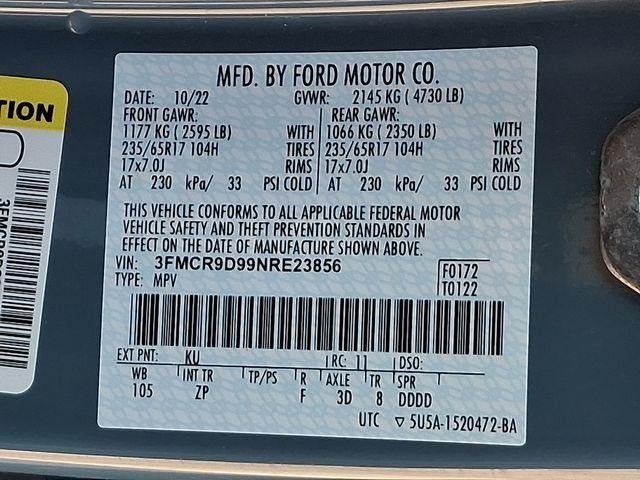 MFD. BY FORD MOTOR CO.
DATE: 10/22 GVWR: 2145 KG ( 4730 LB)
FRONT GAWR: REAR GAWR:
1177 KG ( 2595 LB) WITH 1066 KG ( 2350 LB) WITH
235/65R17 104H TIRES 235/65R17 104H TIRES
17x7.0J RIMS 17x7.0J RIMS
AT 230 kPa/ 33 PSI COLD AT 230 kPa/ 33 PSI COLD
THIS VEHICLE CONFORMS TO ALL APPLICABLE FEDERAL MOTOR
VEHICLE SAFETY AND THEFT PREVENTION STANDARDS IN
EFFECT ON THE DATE OF MANUFACTURE SHOWN ABOVE.
VIN: 3FMCR9D99NRE23856
TYPE: MPV
F0172
T0122
EXT PNT: KU RC: 11 DSO:
WB INT TR TP/PS R AXLE TR SPR
105 ZP F 3D 8 DDDD
UTC ▽ 5U5A-1520472-BA
TION